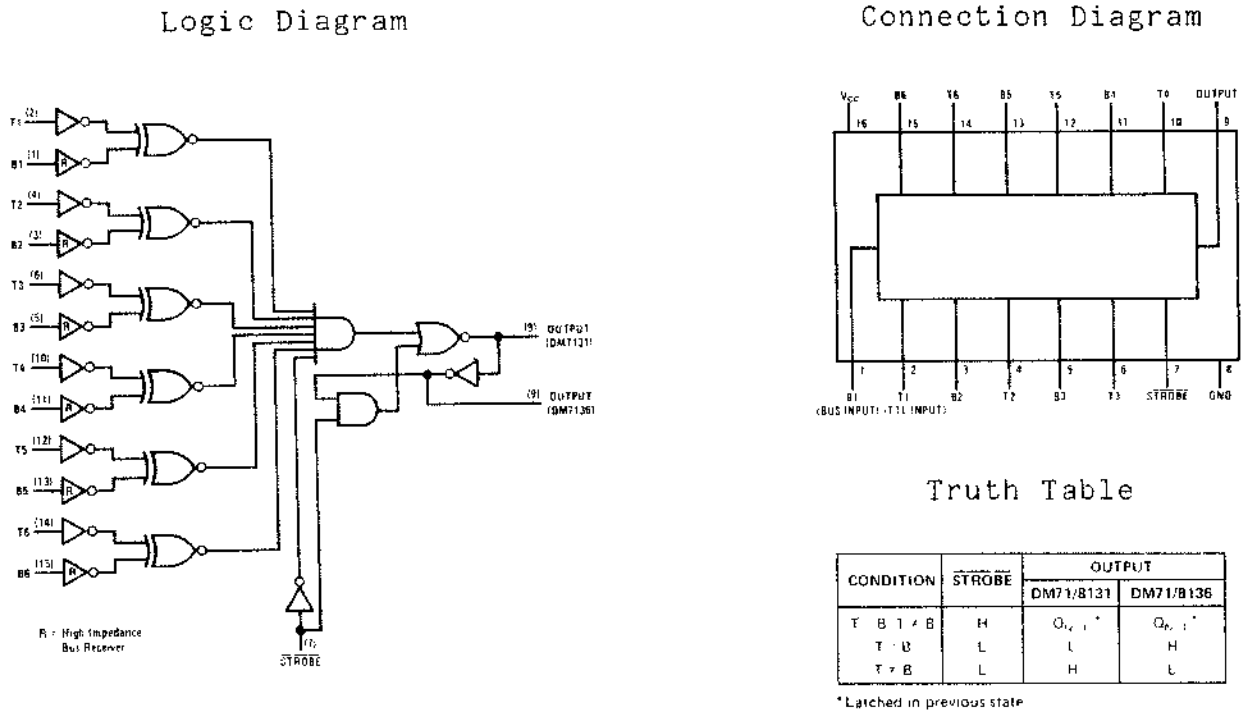 Logic Diagram
T1 (2)
B1 (1) R
T2 (4)
B2 (3) R
T3 (6)
B3 (5) R
T4 (10)
B4 (11) R
T5 (12)
B5 (13) R
T6 (14)
B6 (15) R
(9) OUTPUT
(DM7131)
(9) OUTPUT
(DM7136)
(7)
STROBE
R = High Impedance
Bus Receiver
Connection Diagram
VCC B6 T6 B5 T5 B4 T4 OUTPUT
16 15 14 13 12 11 10 9
1 2 3 4 5 6 7 8
B1 T1 B2 T2 B3 T3 STROBE GND
(BUS INPUT) (TTL INPUT)
Truth Table
CONDITION STROBE OUTPUT
DM71/8131 DM71/8136
H
T = B L L H
T ≠ B L H L
*Latched in previous state